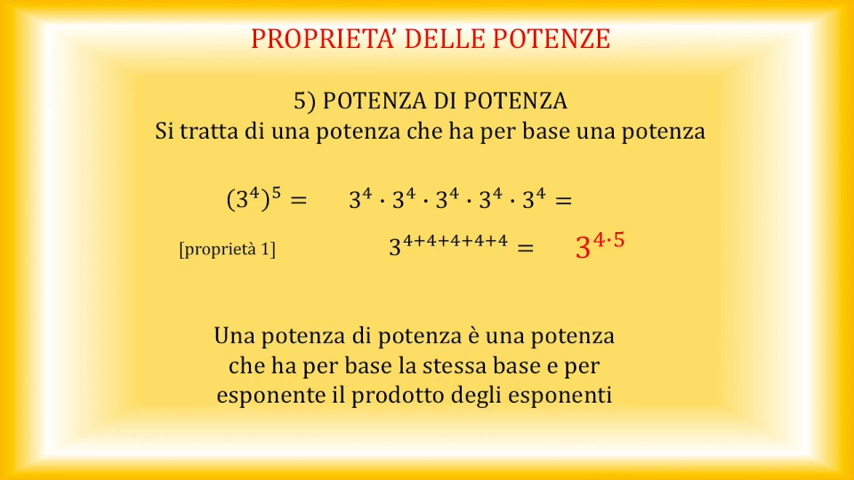 PROPRIETA’ DELLE POTENZE
5) POTENZA DI POTENZA
Si tratta di una potenza che ha per base una potenza
(3⁴)⁵ = 3⁴ · 3⁴ · 3⁴ · 3⁴ · 3⁴ =
[proprietà 1] 3⁴⁺⁴⁺⁴⁺⁴⁺⁴ = 3^{4·5}
Una potenza di potenza è una potenza
che ha per base la stessa base e per
esponente il prodotto degli esponenti